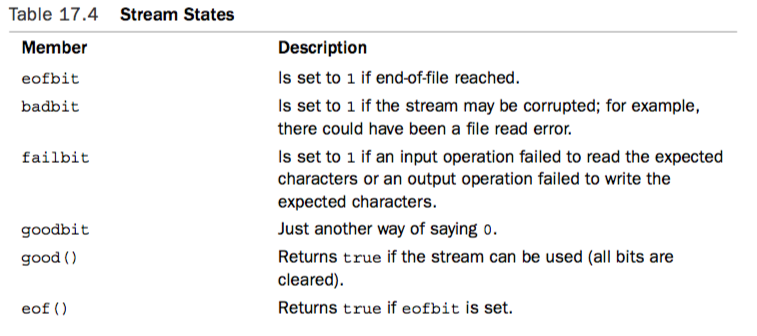 Table 17.4 Stream States
Member Description
eofbit Is set to 1 if end-of-file reached.
badbit Is set to 1 if the stream may be corrupted; for example,
there could have been a file read error.
failbit Is set to 1 if an input operation failed to read the expected
characters or an output operation failed to write the
expected characters.
goodbit Just another way of saying 0.
good() Returns true if the stream can be used (all bits are
cleared).
eof() Returns true if eofbit is set.